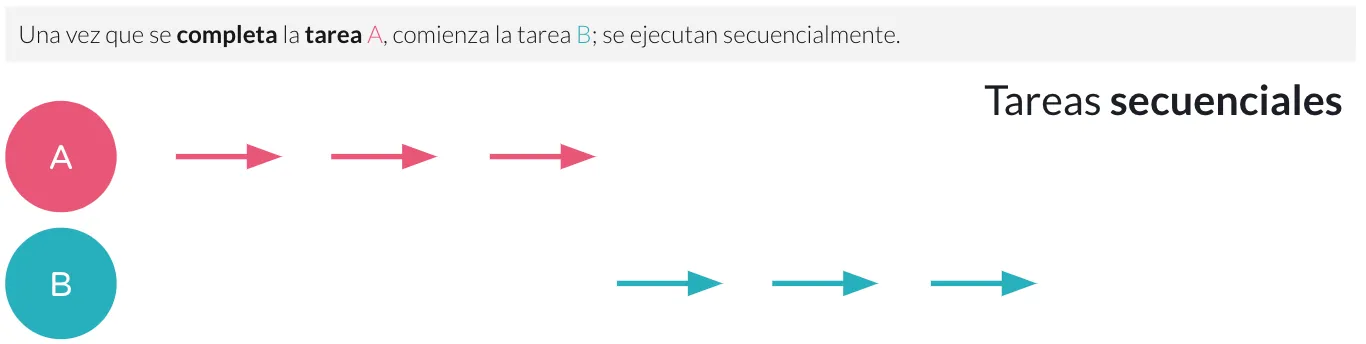 Una vez que se completa la tarea A, comienza la tarea B; se ejecutan secuencialmente.
Tareas secuenciales
A
B